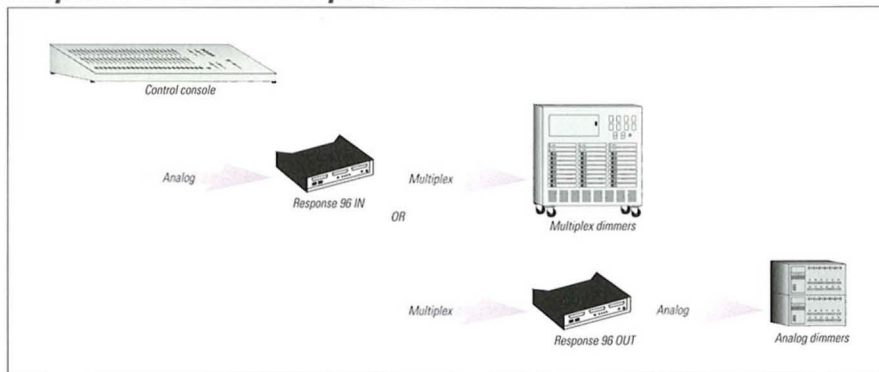 Control console
Analog
Response 96 IN
Multiplex
OR
Multiplex dimmers
Multiplex
Response 96 OUT
Analog
Analog dimmers